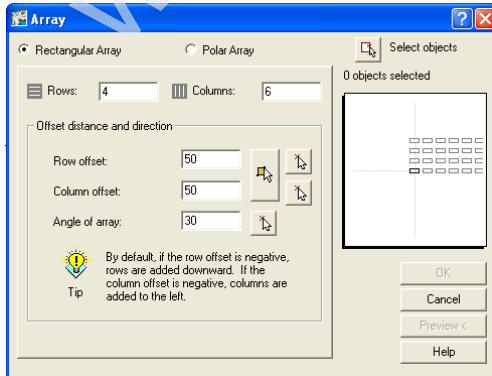 Array
Rectangular Array Polar Array Select objects
0 objects selected
Rows: 4 Columns: 6
Offset distance and direction
Row offset: 50
Column offset: 50
Angle of array: 30
By default, if the row offset is negative,
rows are added downward. If the
column offset is negative, columns are
added to the left.
Tip
OK
Cancel
Preview <
Help